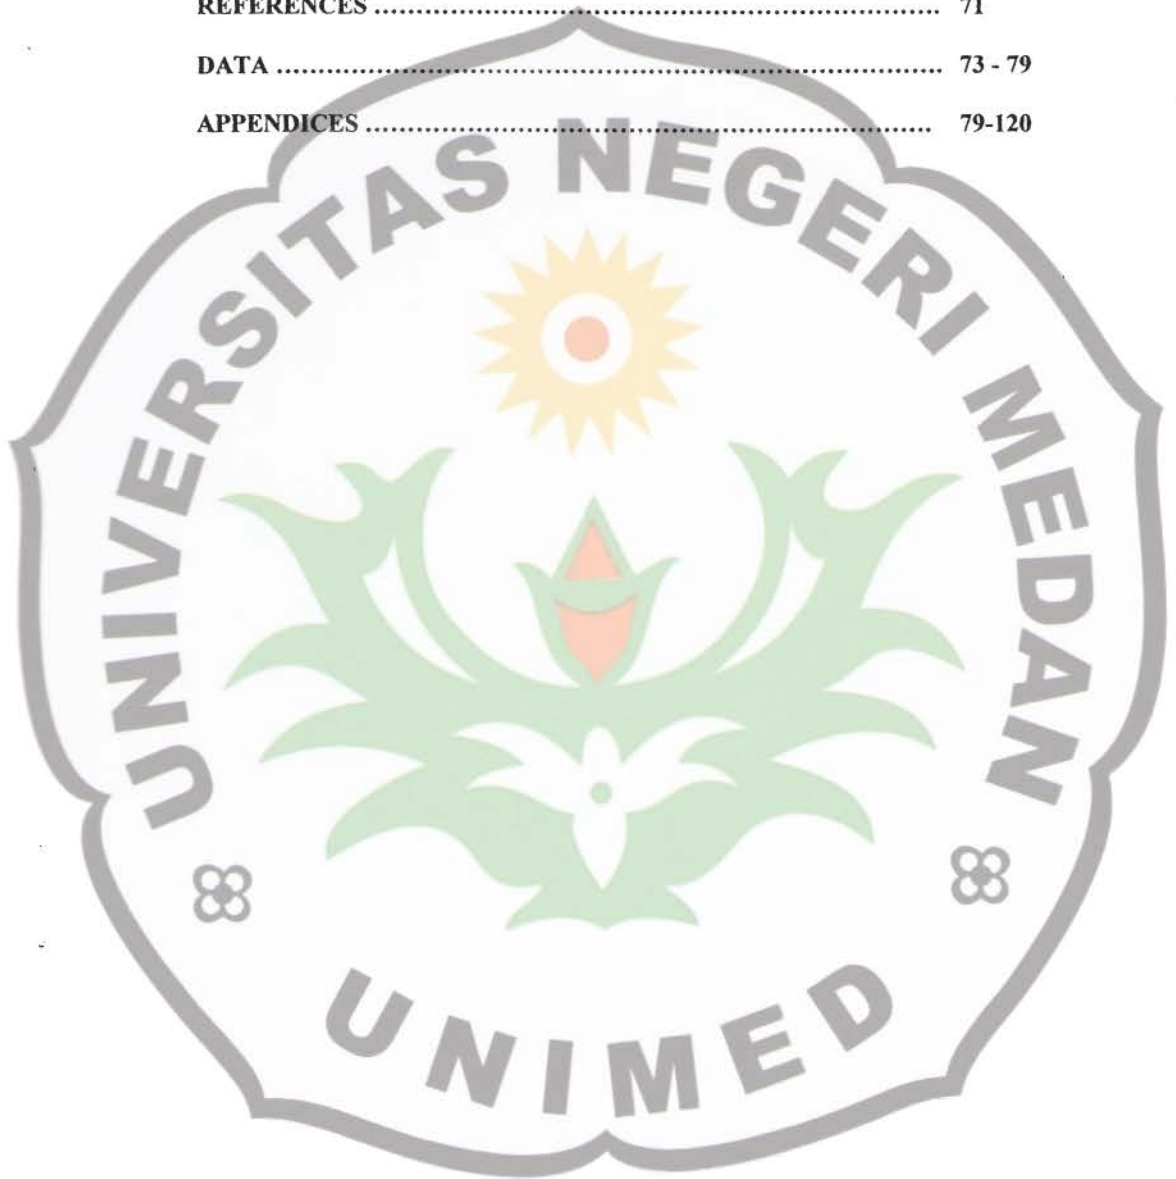 REFERENCES ........................................................................ 71
DATA ........................................................................ 73 - 79
APPENDICES ........................................................................ 79-120
UNIVERSITAS NEGERI MEDAN
UNIMED